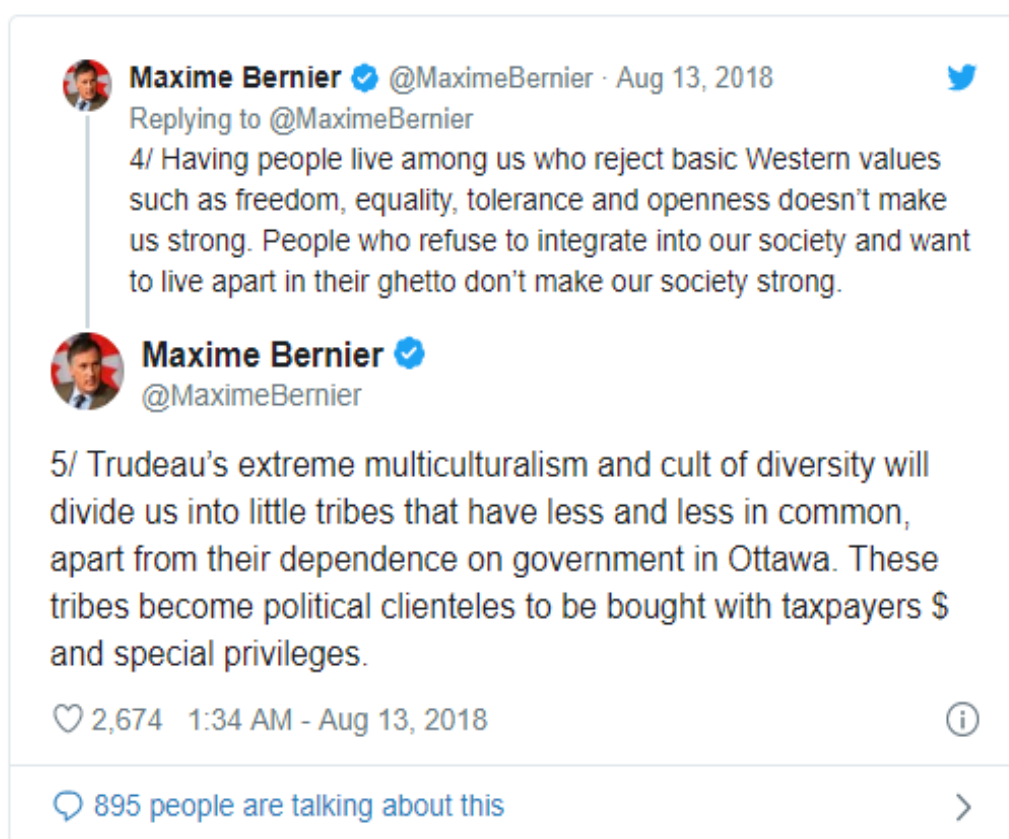 Maxime Bernier @MaximeBernier · Aug 13, 2018
Replying to @MaximeBernier
4/ Having people live among us who reject basic Western values
such as freedom, equality, tolerance and openness doesn’t make
us strong. People who refuse to integrate into our society and want
to live apart in their ghetto don’t make our society strong.
Maxime Bernier
@MaximeBernier
5/ Trudeau’s extreme multiculturalism and cult of diversity will
divide us into little tribes that have less and less in common,
apart from their dependence on government in Ottawa. These
tribes become political clienteles to be bought with taxpayers $
and special privileges.
2,674 1:34 AM - Aug 13, 2018
895 people are talking about this